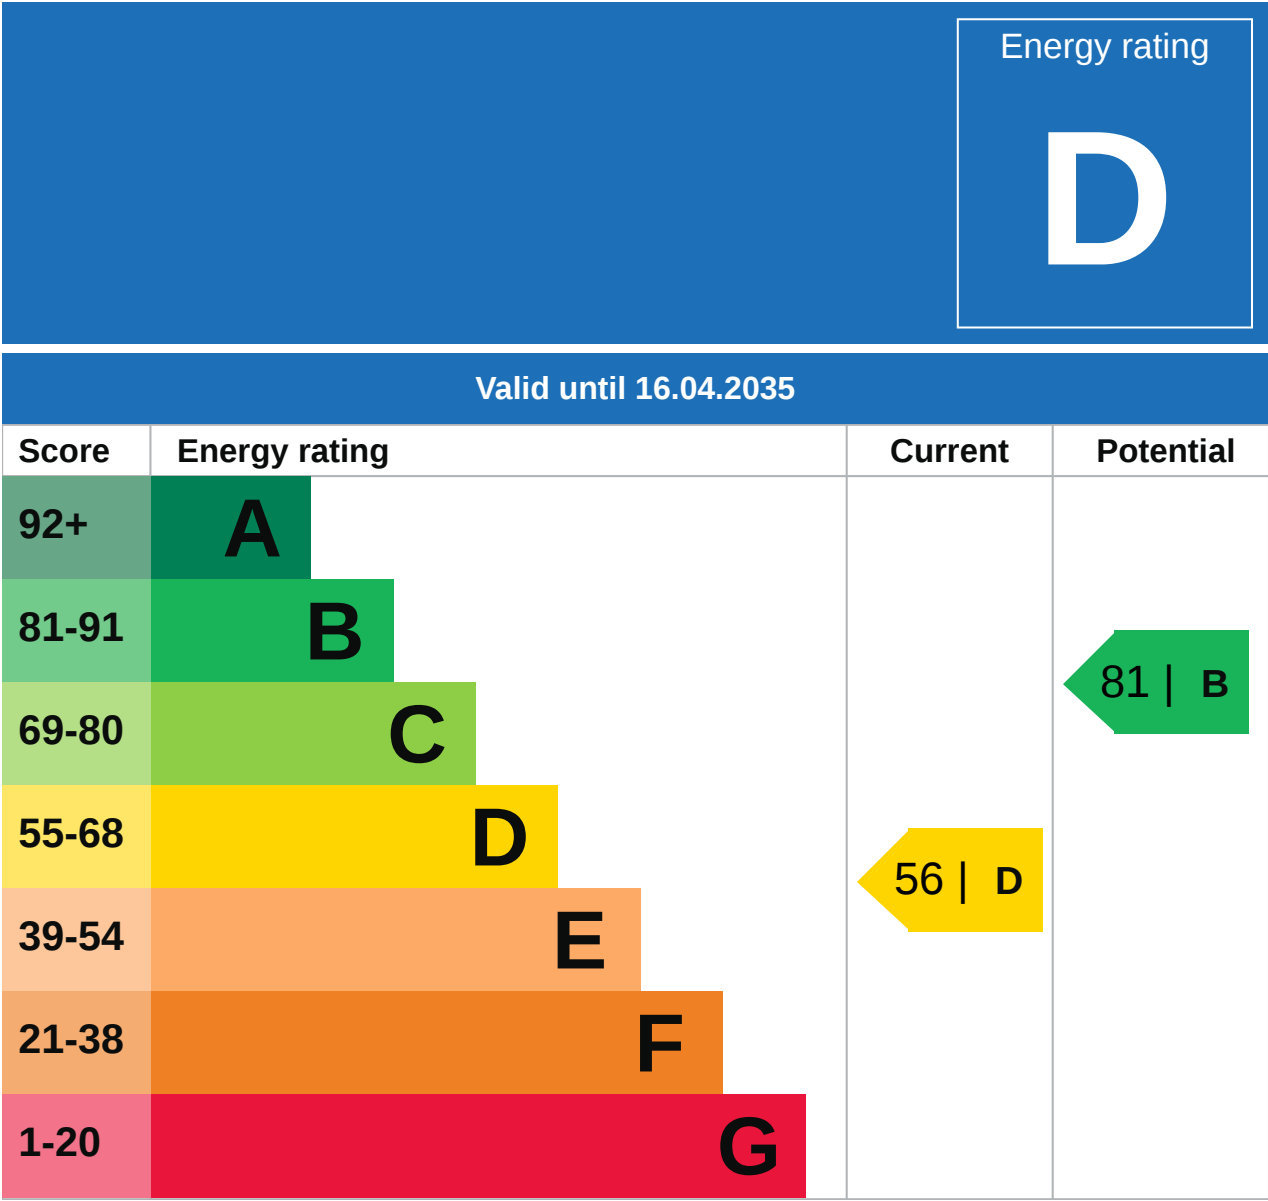 Energy rating
D
Valid until 16.04.2035
Score Energy rating Current Potential
92+ A
81-91 B
81 | B
69-80 C
55-68 D
56 | D
39-54 E
21-38 F
1-20 G